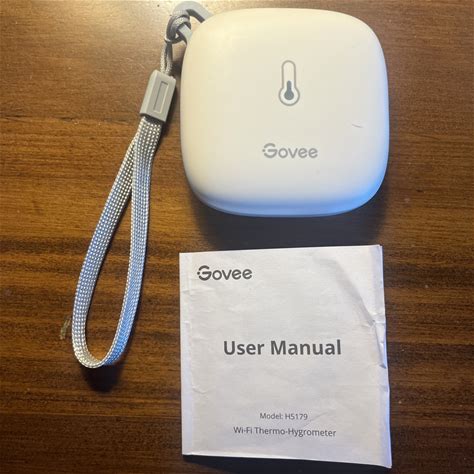 Govee
Govee
User Manual
Model: H5179
Wi-Fi Thermo-Hygrometer